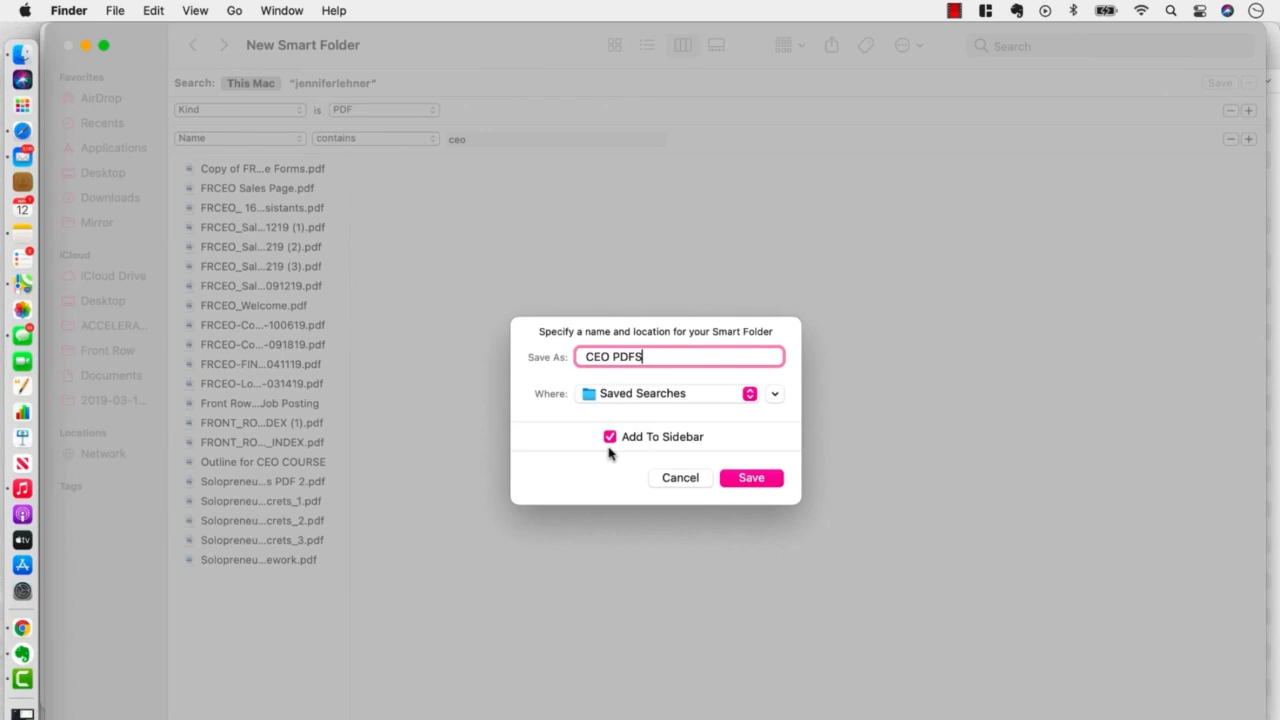 Finder File Edit View Go Window Help
New Smart Folder
Search
Search: This Mac "jenniferlehner" Save
Kind is PDF
Name contains ceo
Favorites
AirDrop
Recents
Applications
Desktop
Downloads
Mirror
iCloud
iCloud Drive
Desktop
ACCELERA...
Front Row
Documents
2019-03-1...
Locations
Network
Tags
Copy of FR...e Forms.pdf
FRCEO Sales Page.pdf
FRCEO_ 16...sistants.pdf
FRCEO_Sal...1219 (1).pdf
FRCEO_Sal...219 (2).pdf
FRCEO_Sal...219 (3).pdf
FRCEO_Sal...091219.pdf
FRCEO_Welcome.pdf
FRCEO-Co...-100619.pdf
FRCEO-Co...-091819.pdf
FRCEO-FIN...041119.pdf
FRCEO-Lo...-031419.pdf
Front Row...Job Posting
FRONT_RO...DEX (1).pdf
FRONT_RO..._INDEX.pdf
Outline for CEO COURSE
Solopreneu...s PDF 2.pdf
Solopreneu...crets_1.pdf
Solopreneu...crets_2.pdf
Solopreneu...crets_3.pdf
Solopreneu...ework.pdf
Specify a name and location for your Smart Folder
Save As: CEO PDFS
Where: Saved Searches
Add To Sidebar
Cancel Save
12
tv